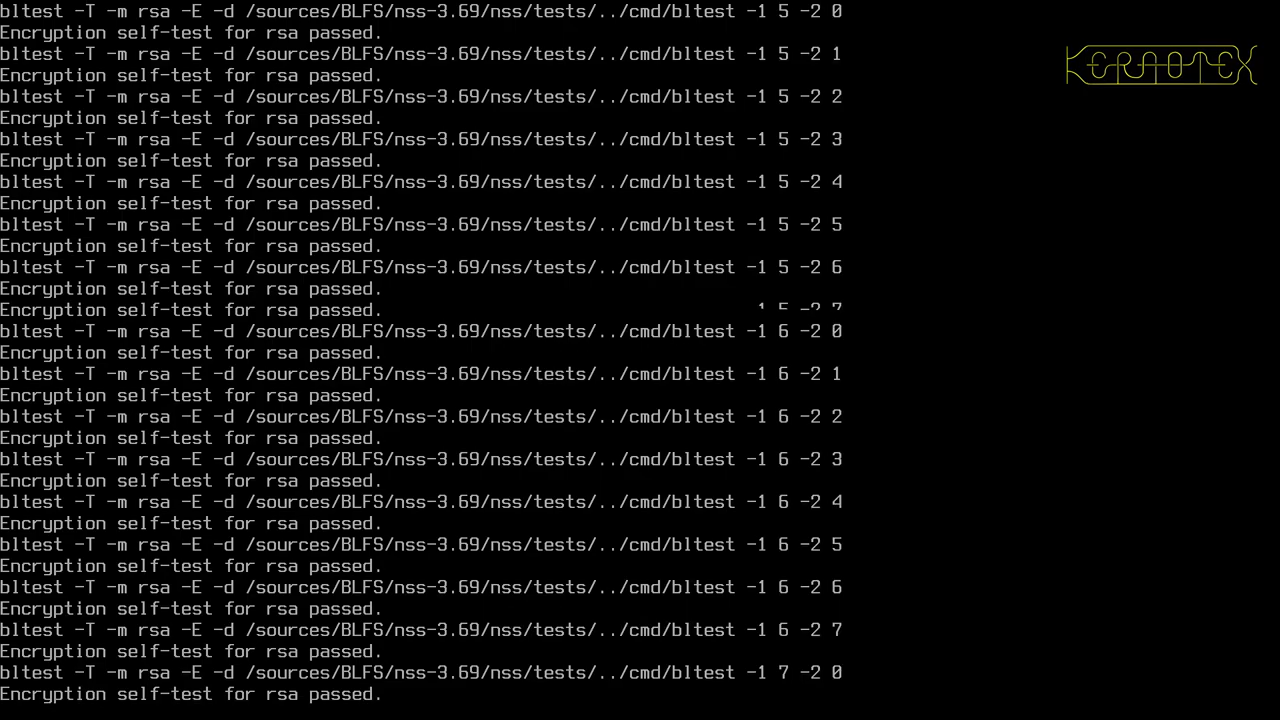 bltest -T -m rsa -E -d /sources/BLFS/nss-3.69/nss/tests/../cmd/bltest -1 5 -2 0
Encryption self-test for rsa passed.
bltest -T -m rsa -E -d /sources/BLFS/nss-3.69/nss/tests/../cmd/bltest -1 5 -2 1
Encryption self-test for rsa passed.
bltest -T -m rsa -E -d /sources/BLFS/nss-3.69/nss/tests/../cmd/bltest -1 5 -2 2
Encryption self-test for rsa passed.
bltest -T -m rsa -E -d /sources/BLFS/nss-3.69/nss/tests/../cmd/bltest -1 5 -2 3
Encryption self-test for rsa passed.
bltest -T -m rsa -E -d /sources/BLFS/nss-3.69/nss/tests/../cmd/bltest -1 5 -2 4
Encryption self-test for rsa passed.
bltest -T -m rsa -E -d /sources/BLFS/nss-3.69/nss/tests/../cmd/bltest -1 5 -2 5
Encryption self-test for rsa passed.
bltest -T -m rsa -E -d /sources/BLFS/nss-3.69/nss/tests/../cmd/bltest -1 5 -2 6
Encryption self-test for rsa passed.
Encryption self-test for rsa passed. 1 5 -2 7
bltest -T -m rsa -E -d /sources/BLFS/nss-3.69/nss/tests/../cmd/bltest -1 6 -2 0
Encryption self-test for rsa passed.
bltest -T -m rsa -E -d /sources/BLFS/nss-3.69/nss/tests/../cmd/bltest -1 6 -2 1
Encryption self-test for rsa passed.
bltest -T -m rsa -E -d /sources/BLFS/nss-3.69/nss/tests/../cmd/bltest -1 6 -2 2
Encryption self-test for rsa passed.
bltest -T -m rsa -E -d /sources/BLFS/nss-3.69/nss/tests/../cmd/bltest -1 6 -2 3
Encryption self-test for rsa passed.
bltest -T -m rsa -E -d /sources/BLFS/nss-3.69/nss/tests/../cmd/bltest -1 6 -2 4
Encryption self-test for rsa passed.
bltest -T -m rsa -E -d /sources/BLFS/nss-3.69/nss/tests/../cmd/bltest -1 6 -2 5
Encryption self-test for rsa passed.
bltest -T -m rsa -E -d /sources/BLFS/nss-3.69/nss/tests/../cmd/bltest -1 6 -2 6
Encryption self-test for rsa passed.
bltest -T -m rsa -E -d /sources/BLFS/nss-3.69/nss/tests/../cmd/bltest -1 6 -2 7
Encryption self-test for rsa passed.
bltest -T -m rsa -E -d /sources/BLFS/nss-3.69/nss/tests/../cmd/bltest -1 7 -2 0
Encryption self-test for rsa passed.